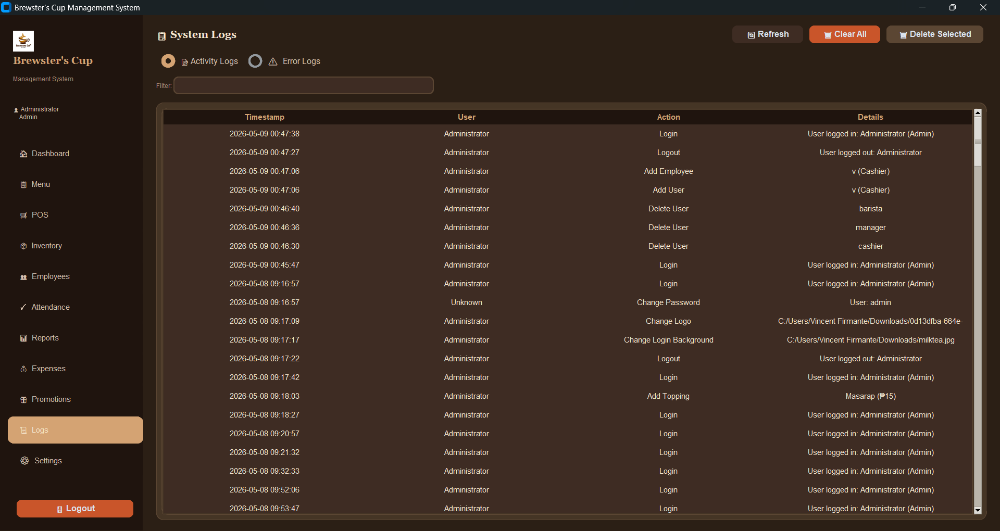 Brewster's Cup Management System
Brewster's Cup
Management System
Administrator
Admin
Dashboard
Menu
POS
Inventory
Employees
Attendance
Reports
Expenses
Promotions
Logs
Settings
Logout
System Logs
Refresh
Clear All
Delete Selected
Activity Logs
Error Logs
Filter:
Timestamp User Action Details
2026-05-09 00:47:38 Administrator Login User logged in: Administrator (Admin)
2026-05-09 00:47:27 Administrator Logout User logged out: Administrator
2026-05-09 00:47:06 Administrator Add Employee v (Cashier)
2026-05-09 00:47:06 Administrator Add User v (Cashier)
2026-05-09 00:46:40 Administrator Delete User barista
2026-05-09 00:46:36 Administrator Delete User manager
2026-05-09 00:46:30 Administrator Delete User cashier
2026-05-09 00:45:47 Administrator Login User logged in: Administrator (Admin)
2026-05-08 09:16:57 Administrator Login User logged in: Administrator (Admin)
2026-05-08 09:16:57 Unknown Change Password User: admin
2026-05-08 09:17:09 Administrator Change Logo C:/Users/Vincent Firmante/Downloads/0d13dfba-664e-
2026-05-08 09:17:17 Administrator Change Login Background C:/Users/Vincent Firmante/Downloads/milktea.jpg
2026-05-08 09:17:22 Administrator Logout User logged out: Administrator
2026-05-08 09:17:42 Administrator Login User logged in: Administrator (Admin)
2026-05-08 09:18:03 Administrator Add Topping Masarap (₱15)
2026-05-08 09:18:27 Administrator Login User logged in: Administrator (Admin)
2026-05-08 09:20:57 Administrator Login User logged in: Administrator (Admin)
2026-05-08 09:21:32 Administrator Login User logged in: Administrator (Admin)
2026-05-08 09:32:33 Administrator Login User logged in: Administrator (Admin)
2026-05-08 09:52:06 Administrator Login User logged in: Administrator (Admin)
2026-05-08 09:53:47 Administrator Login User logged in: Administrator (Admin)